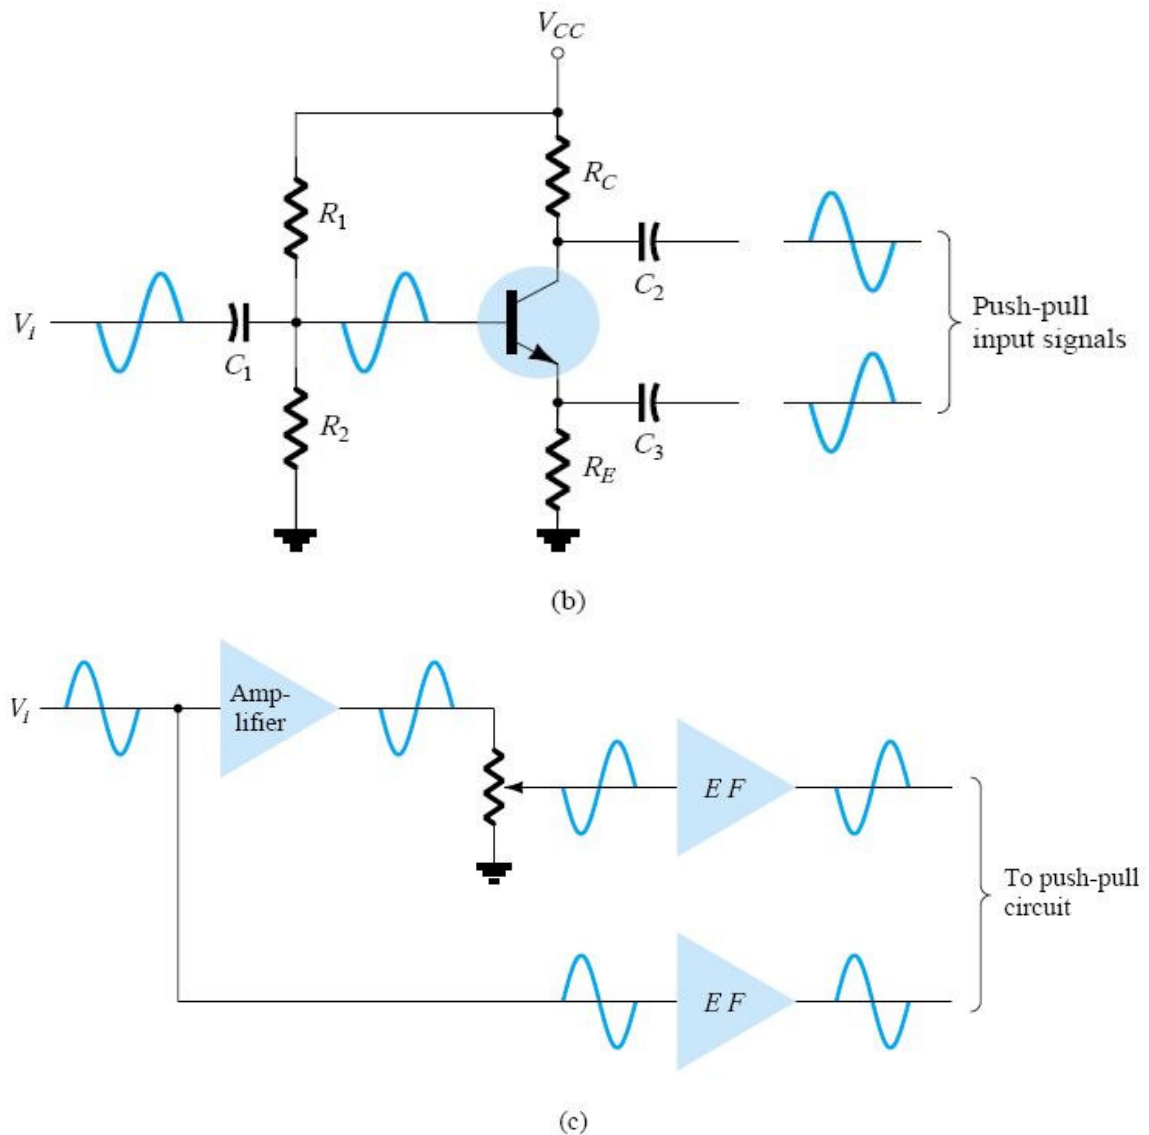 V_CC
R_C
R_1
C_2
V_i
C_1
Push-pull
input signals
R_2
C_3
R_E
(b)
V_i
Amp-
lifier
E F
To push-pull
circuit
E F
(c)